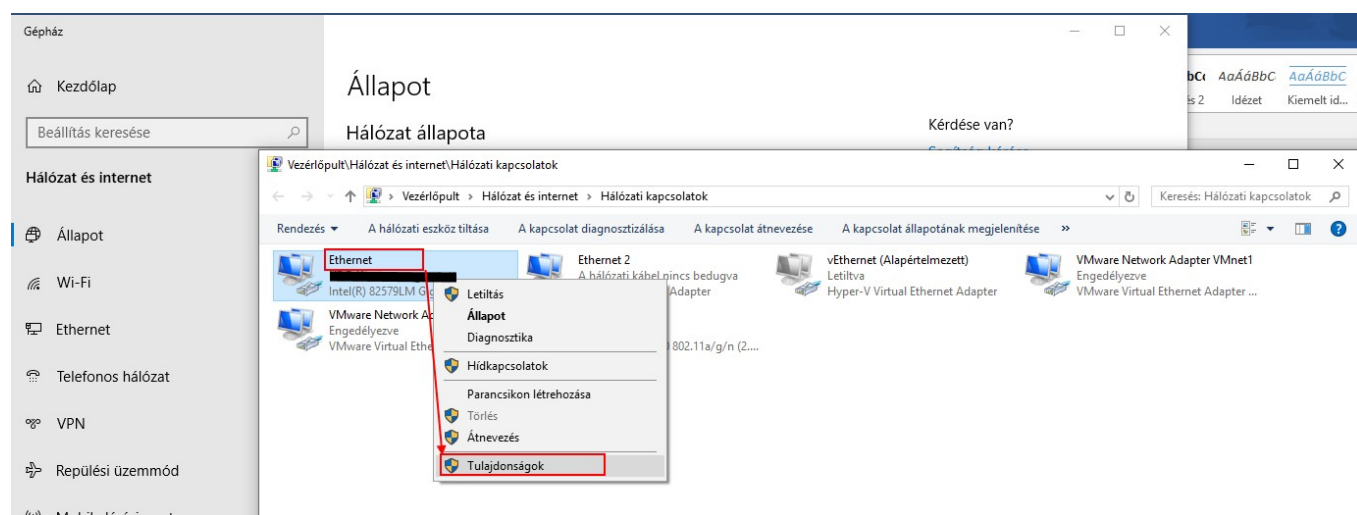 Gépház
Kezdőlap
Beállítás keresése
Hálózat és internet
Állapot
Wi-Fi
Ethernet
Telefonos hálózat
VPN
Repülési üzemmód
Állapot
Hálózat állapota
Kérdése van?
AaÁáBbC AaÁáBbC
Idézet Kiemelt id...
Vezérlőpult\Hálózat és internet\Hálózati kapcsolatok
Vezérlőpult > Hálózat és internet > Hálózati kapcsolatok
Keresés: Hálózati kapcsolatok
Rendezés A hálózati eszköz tiltása A kapcsolat diagnosztizálása A kapcsolat átnevezése A kapcsolat állapotának megjelenítése »
Ethernet
Intel(R) 82579LM
Ethernet 2
A hálózati kábel nincs bedugva
Adapter
vEthernet (Alapértelmezett)
Letiltva
Hyper-V Virtual Ethernet Adapter
VMware Network Adapter VMnet1
Engedélyezve
VMware Virtual Ethernet Adapter ...
VMware Network
Engedélyezve
VMware Virtual
802.11a/g/n (2....
Letiltás
Állapot
Diagnosztika
Hídkapcsolatok
Parancsikon létrehozása
Törlés
Átnevezés
Tulajdonságok